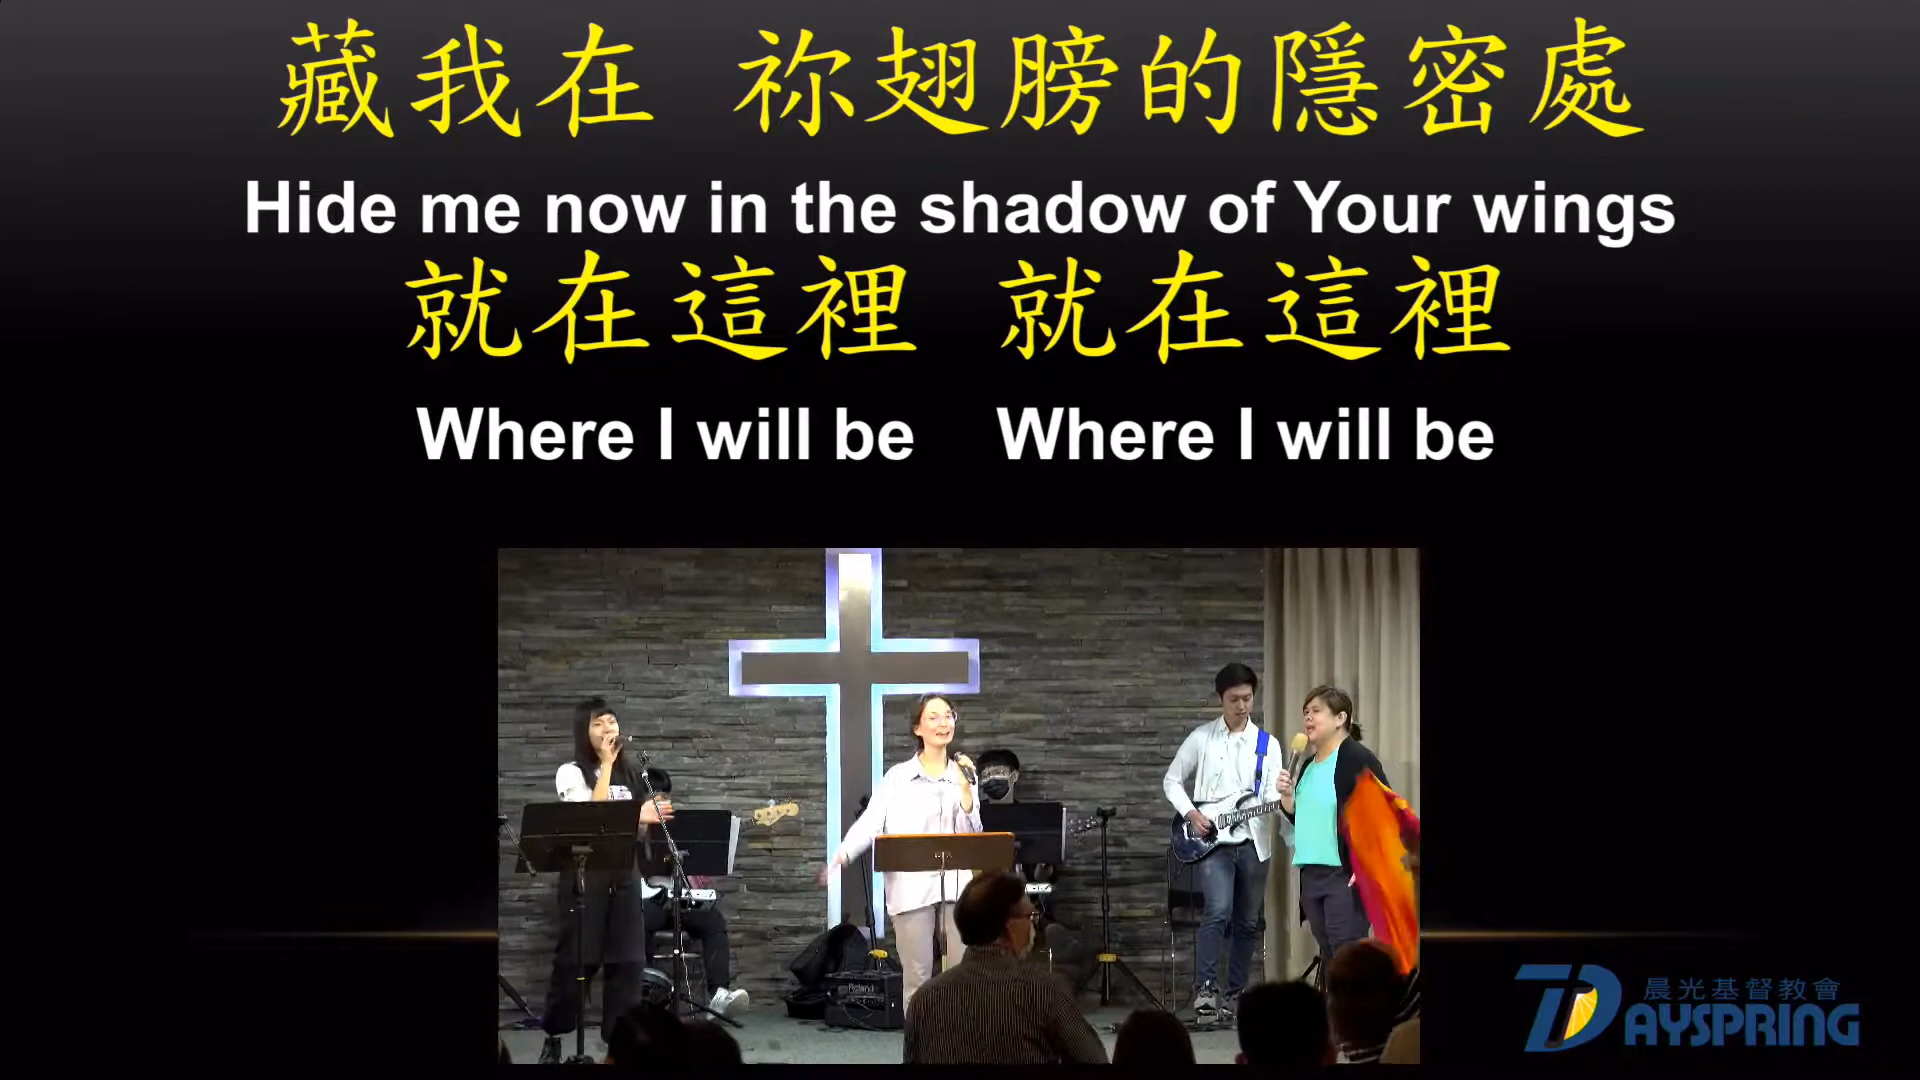 藏我在 祢翅膀的隱密處
Hide me now in the shadow of Your wings
就在這裡 就在這裡
Where I will be Where I will be
Roland
晨光基督教會
DAYSPRING